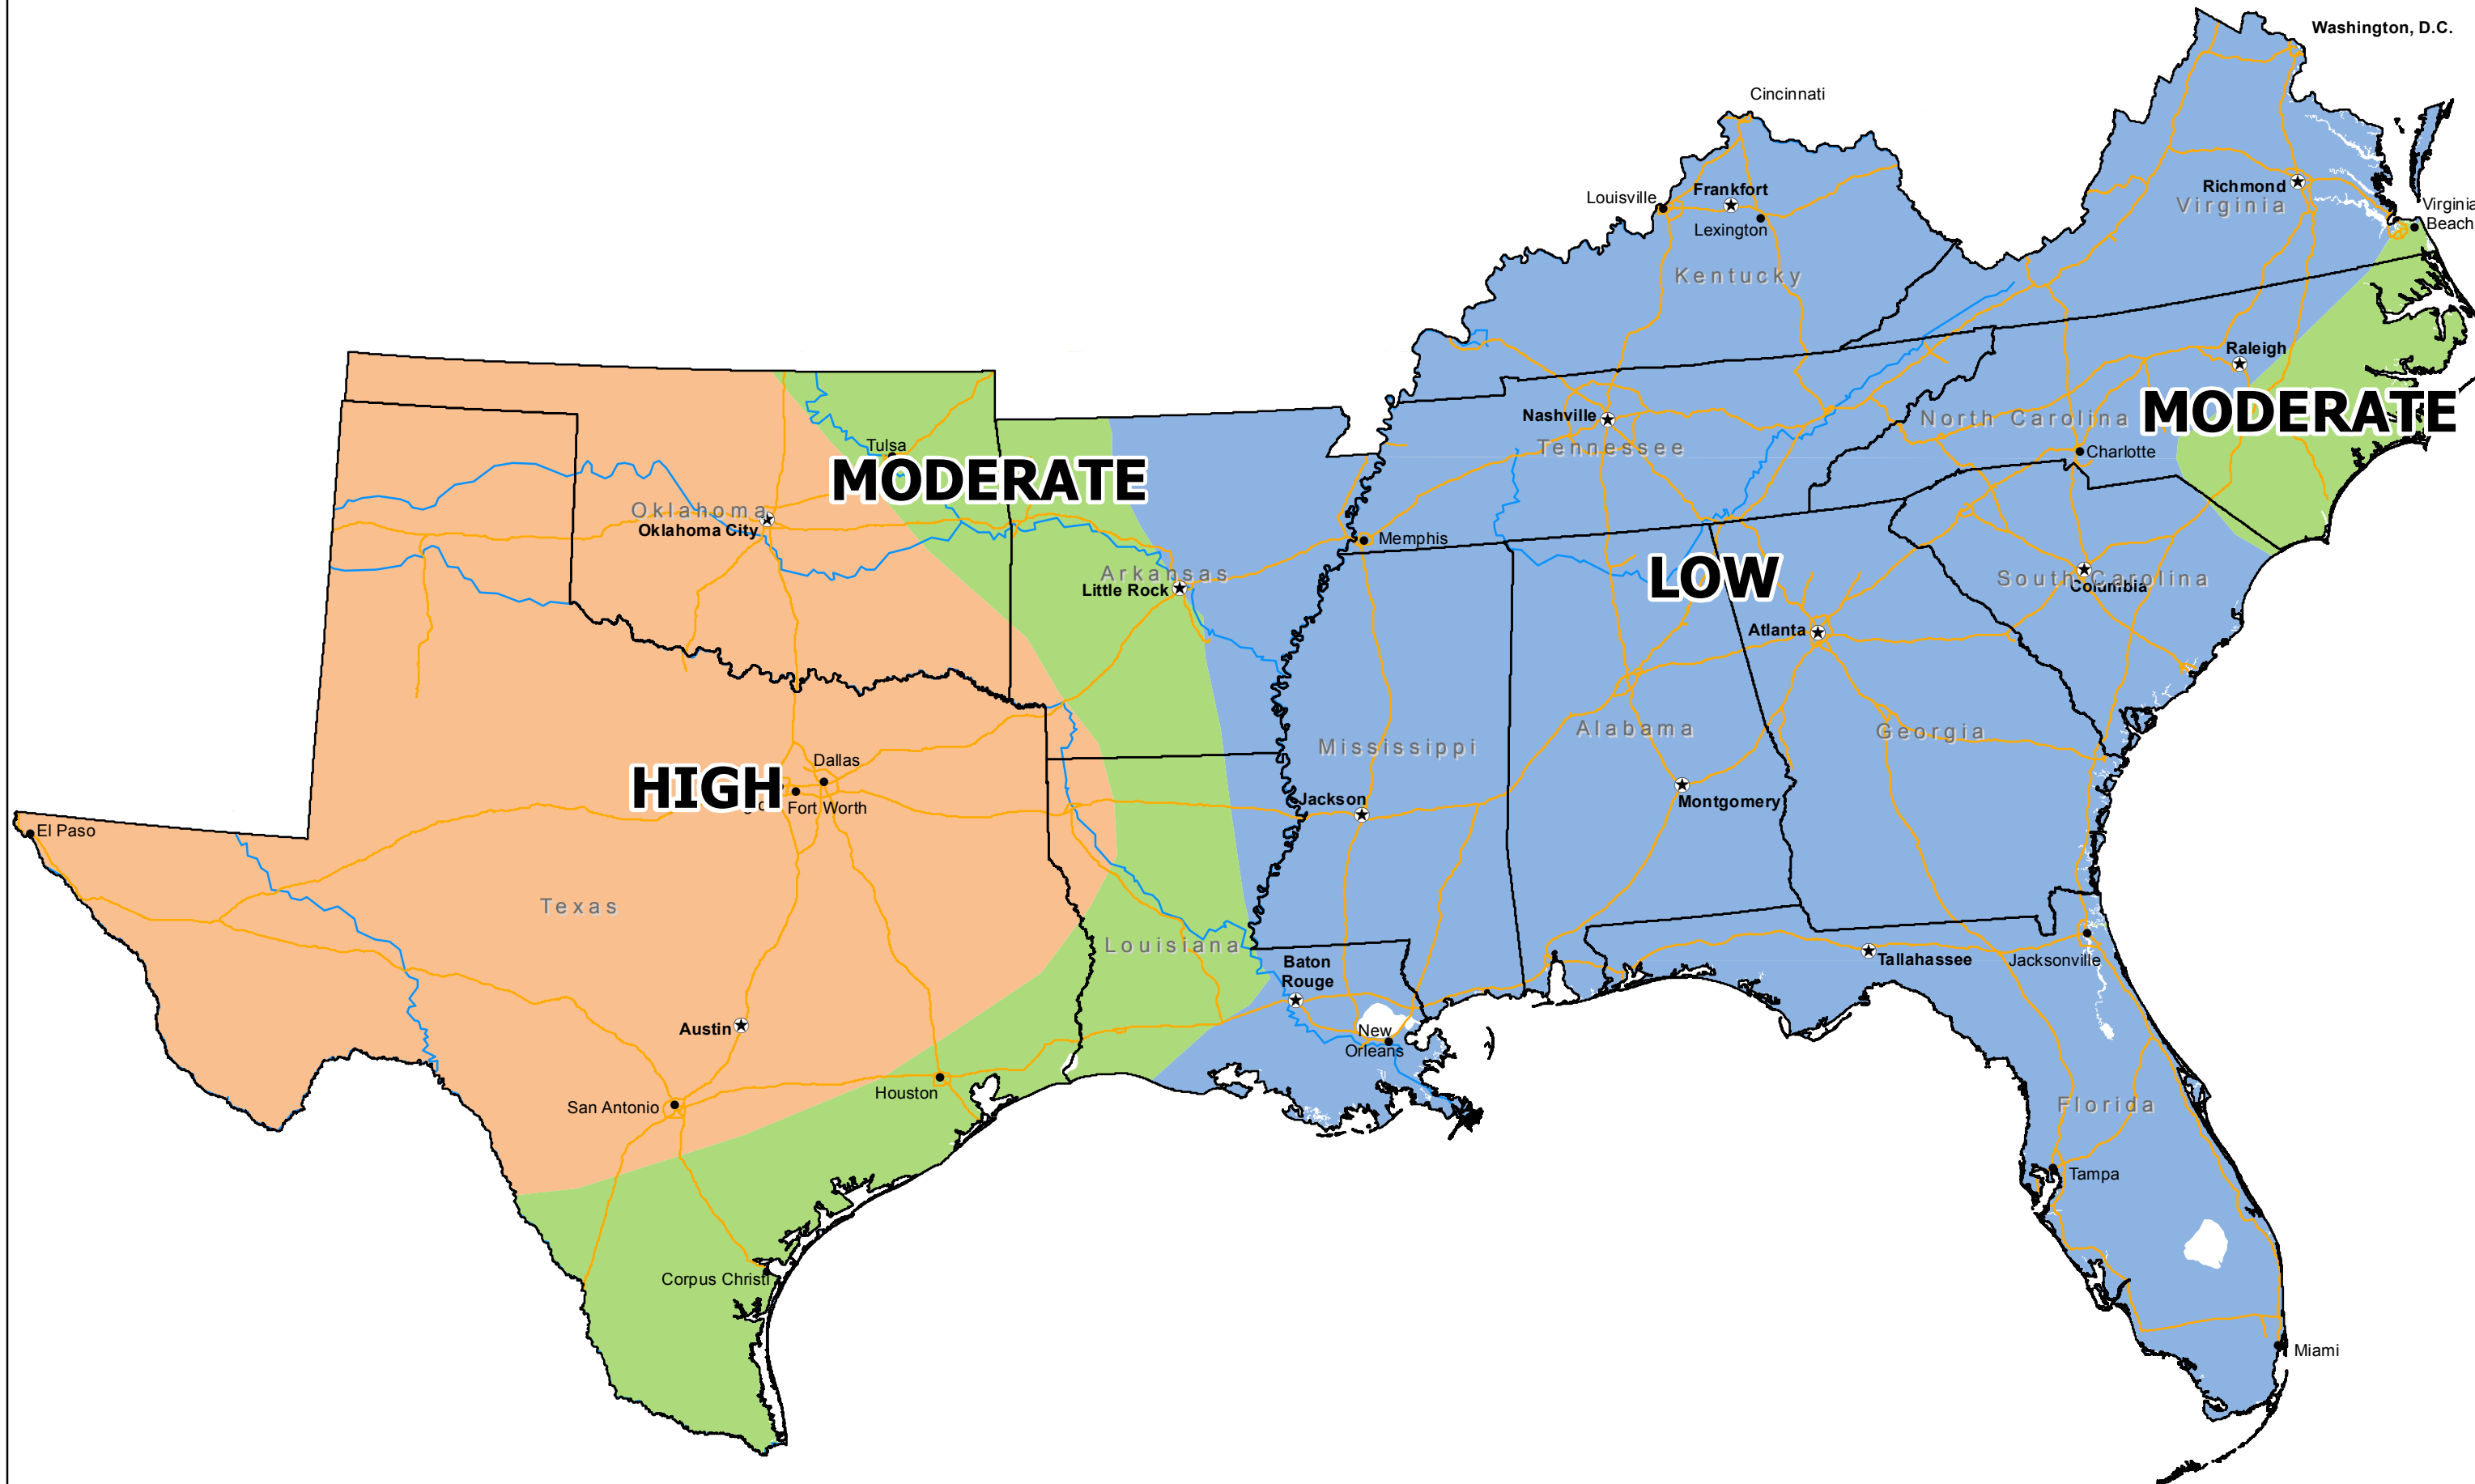 Washington, D.C.
Cincinnati
Louisville
Frankfort
Lexington
Kentucky
Richmond
Virginia
Virginia
Beach
Raleigh
MODERATE
North Carolina
Charlotte
Nashville
Tennessee
Tulsa
MODERATE
Oklahoma
Oklahoma City
Memphis
Arkansas
Little Rock
LOW
South Carolina
Columbia
Atlanta
Mississippi
Alabama
Georgia
HIGH
Dallas
Fort Worth
Jackson
Montgomery
El Paso
Texas
Louisiana
Baton
Rouge
Tallahassee
Jacksonville
Austin
New
Orleans
Houston
San Antonio
Florida
Tampa
Corpus Christi
Miami